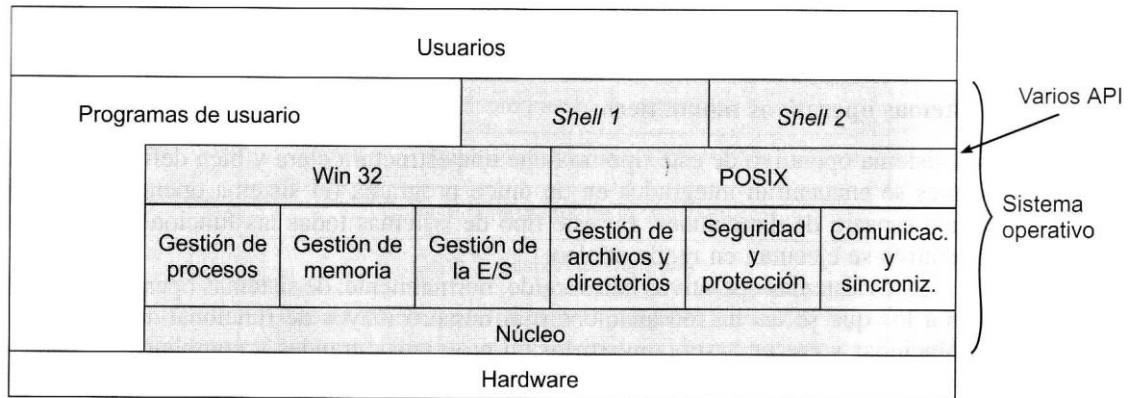 Usuarios
Programas de usuario
Shell 1
Shell 2
Varios API
Win 32
POSIX
Sistema
operativo
Gestión de
procesos
Gestión de
memoria
Gestión de
la E/S
Gestión de
archivos y
directorios
Seguridad
y
protección
Comunicac.
y
sincroniz.
Núcleo
Hardware